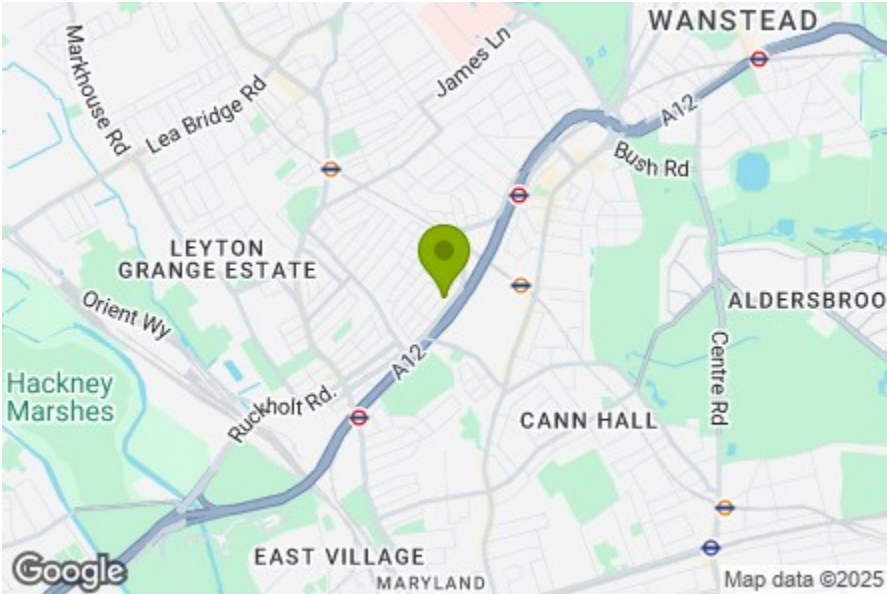 WANSTEAD
Markhouse Rd
James Ln
Lea Bridge Rd
A12
Bush Rd
LEYTON
GRANGE ESTATE
ALDERSBROO
Orient Wy
A12
Centre Rd
Hackney
Marshes
Ruckholt Rd.
CANN HALL
EAST VILLAGE
MARYLAND
Google
Map data ©2025